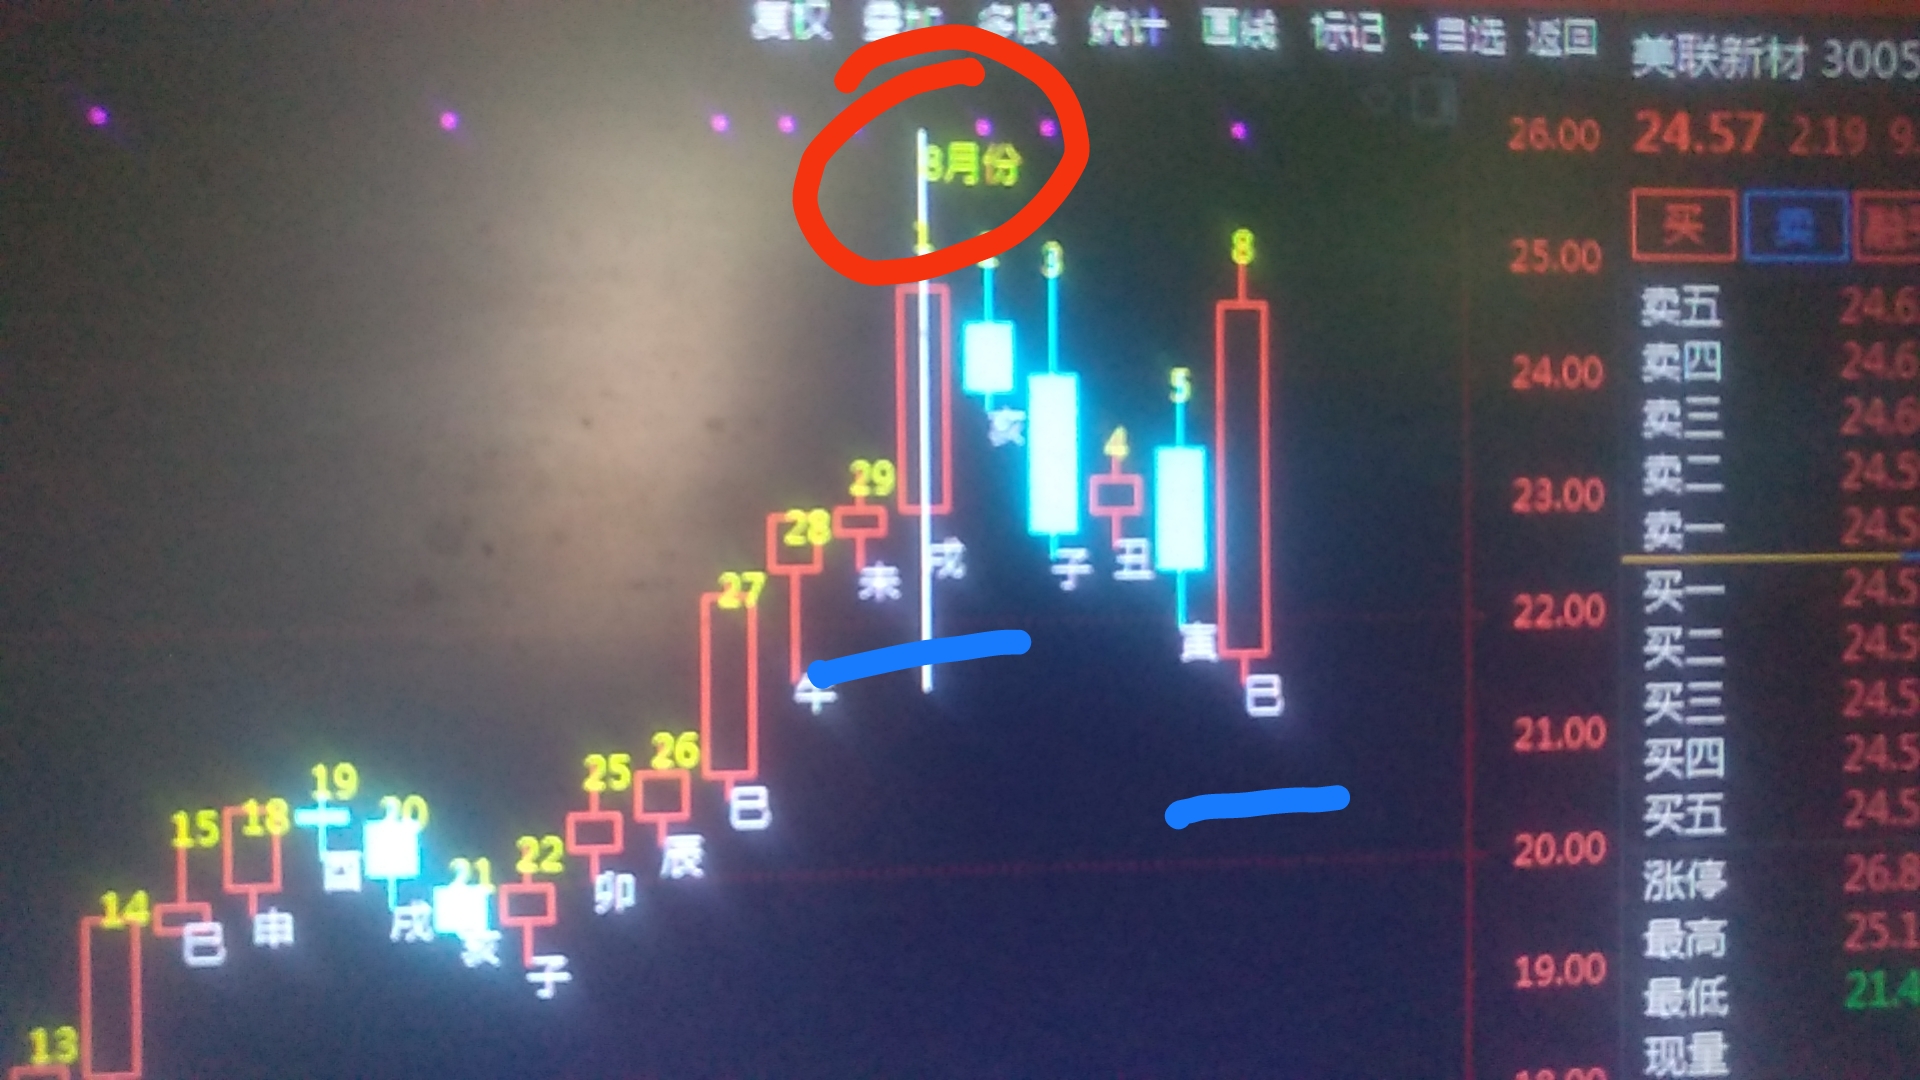 复权 叠加 多股 统计 画线 标记 +自选 返回
美联新材 3005
24.57 2.19 9.
买 卖 融
卖五 24.6
卖四 24.6
卖三 24.6
卖二 24.5
卖一 24.5
买一 24.5
买二 24.5
买三 24.5
买四 24.5
买五 24.5
涨停 26.8
最高 25.1
最低 21.4
现量
26.00
25.00
24.00
23.00
22.00
21.00
20.00
19.00
18.00
3月份
13
14
15 巳
18 申
19 酉
20 戌
21 亥
22 子
25 卯
26 辰
27 巳
28 午
29 未
1 戌
2 亥
3 子
4 丑
5 寅
8 巳